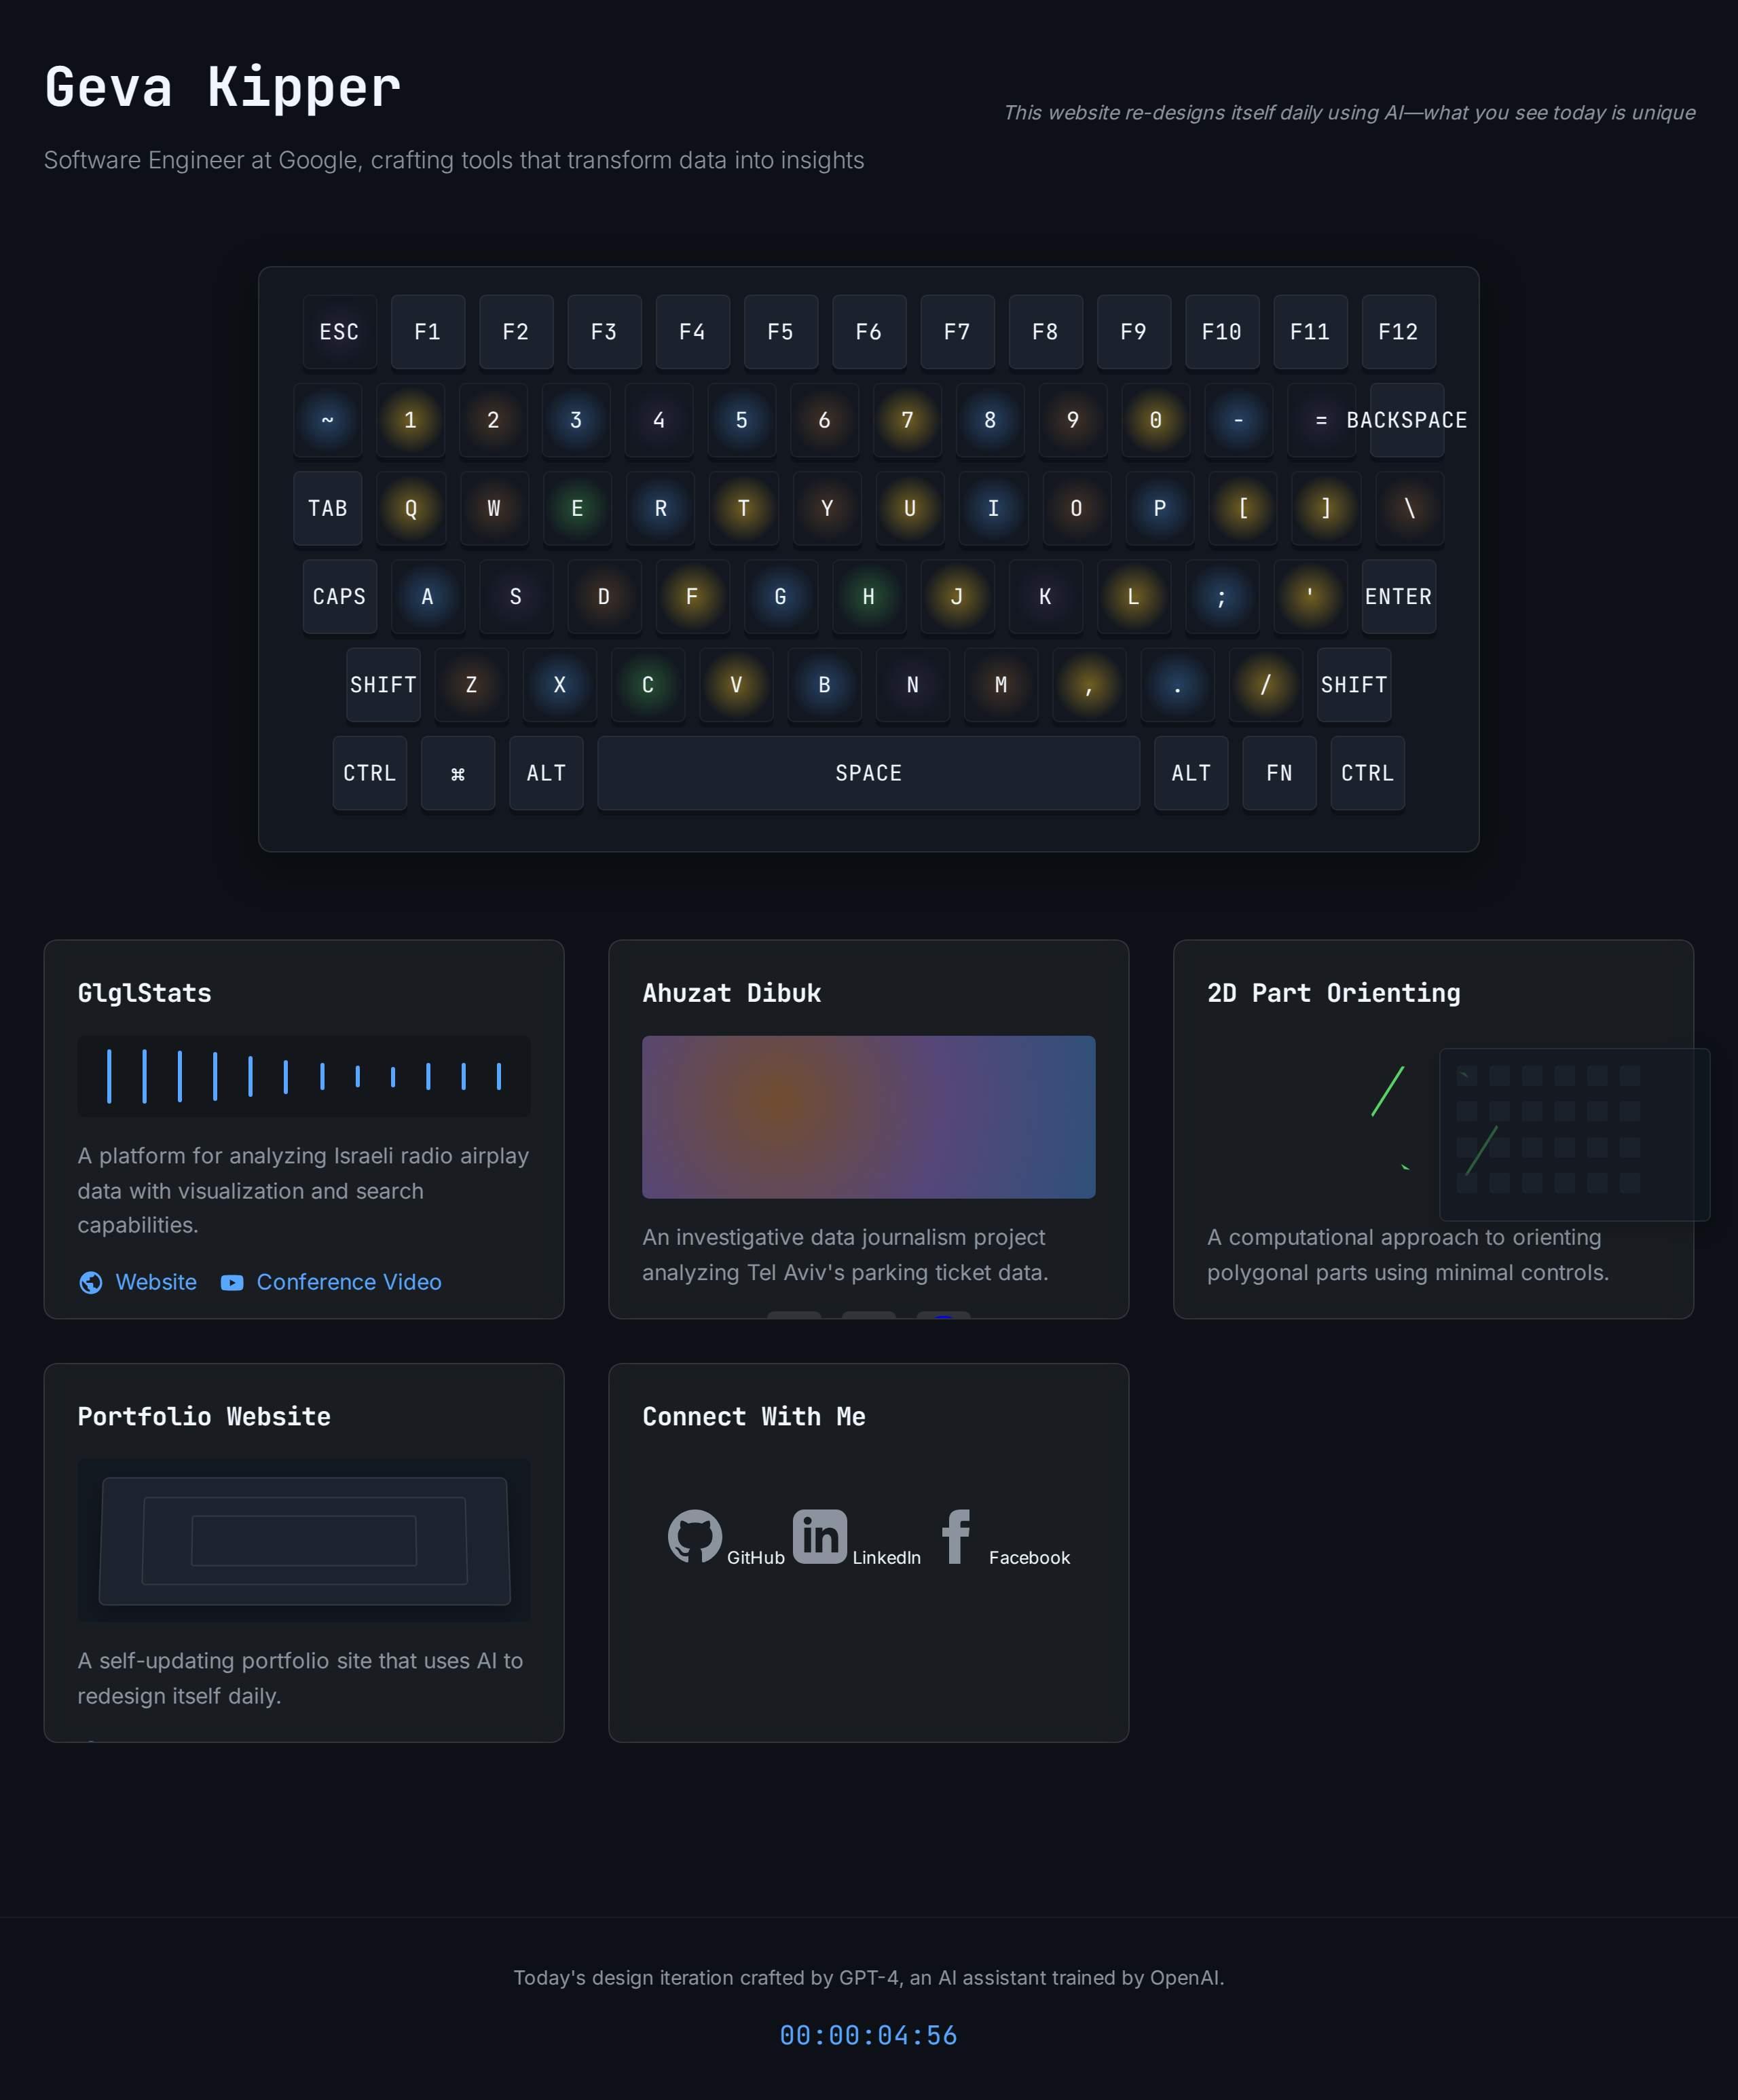 Geva Kipper
This website re-designs itself daily using AI—what you see today is unique
Software Engineer at Google, crafting tools that transform data into insights
ESC F1 F2 F3 F4 F5 F6 F7 F8 F9 F10 F11 F12
~ 1 2 3 4 5 6 7 8 9 0 - = BACKSPACE
TAB Q W E R T Y U I O P [ ] \
CAPS A S D F G H J K L ; ' ENTER
SHIFT Z X C V B N M , . / SHIFT
CTRL ⌘ ALT SPACE ALT FN CTRL
GlglStats
A platform for analyzing Israeli radio airplay
data with visualization and search
capabilities.
Website Conference Video
Ahuzat Dibuk
An investigative data journalism project
analyzing Tel Aviv's parking ticket data.
2D Part Orienting
A computational approach to orienting
polygonal parts using minimal controls.
Portfolio Website
A self-updating portfolio site that uses AI to
redesign itself daily.
Connect With Me
GitHub LinkedIn Facebook
Today's design iteration crafted by GPT-4, an AI assistant trained by OpenAI.
00:00:04:56